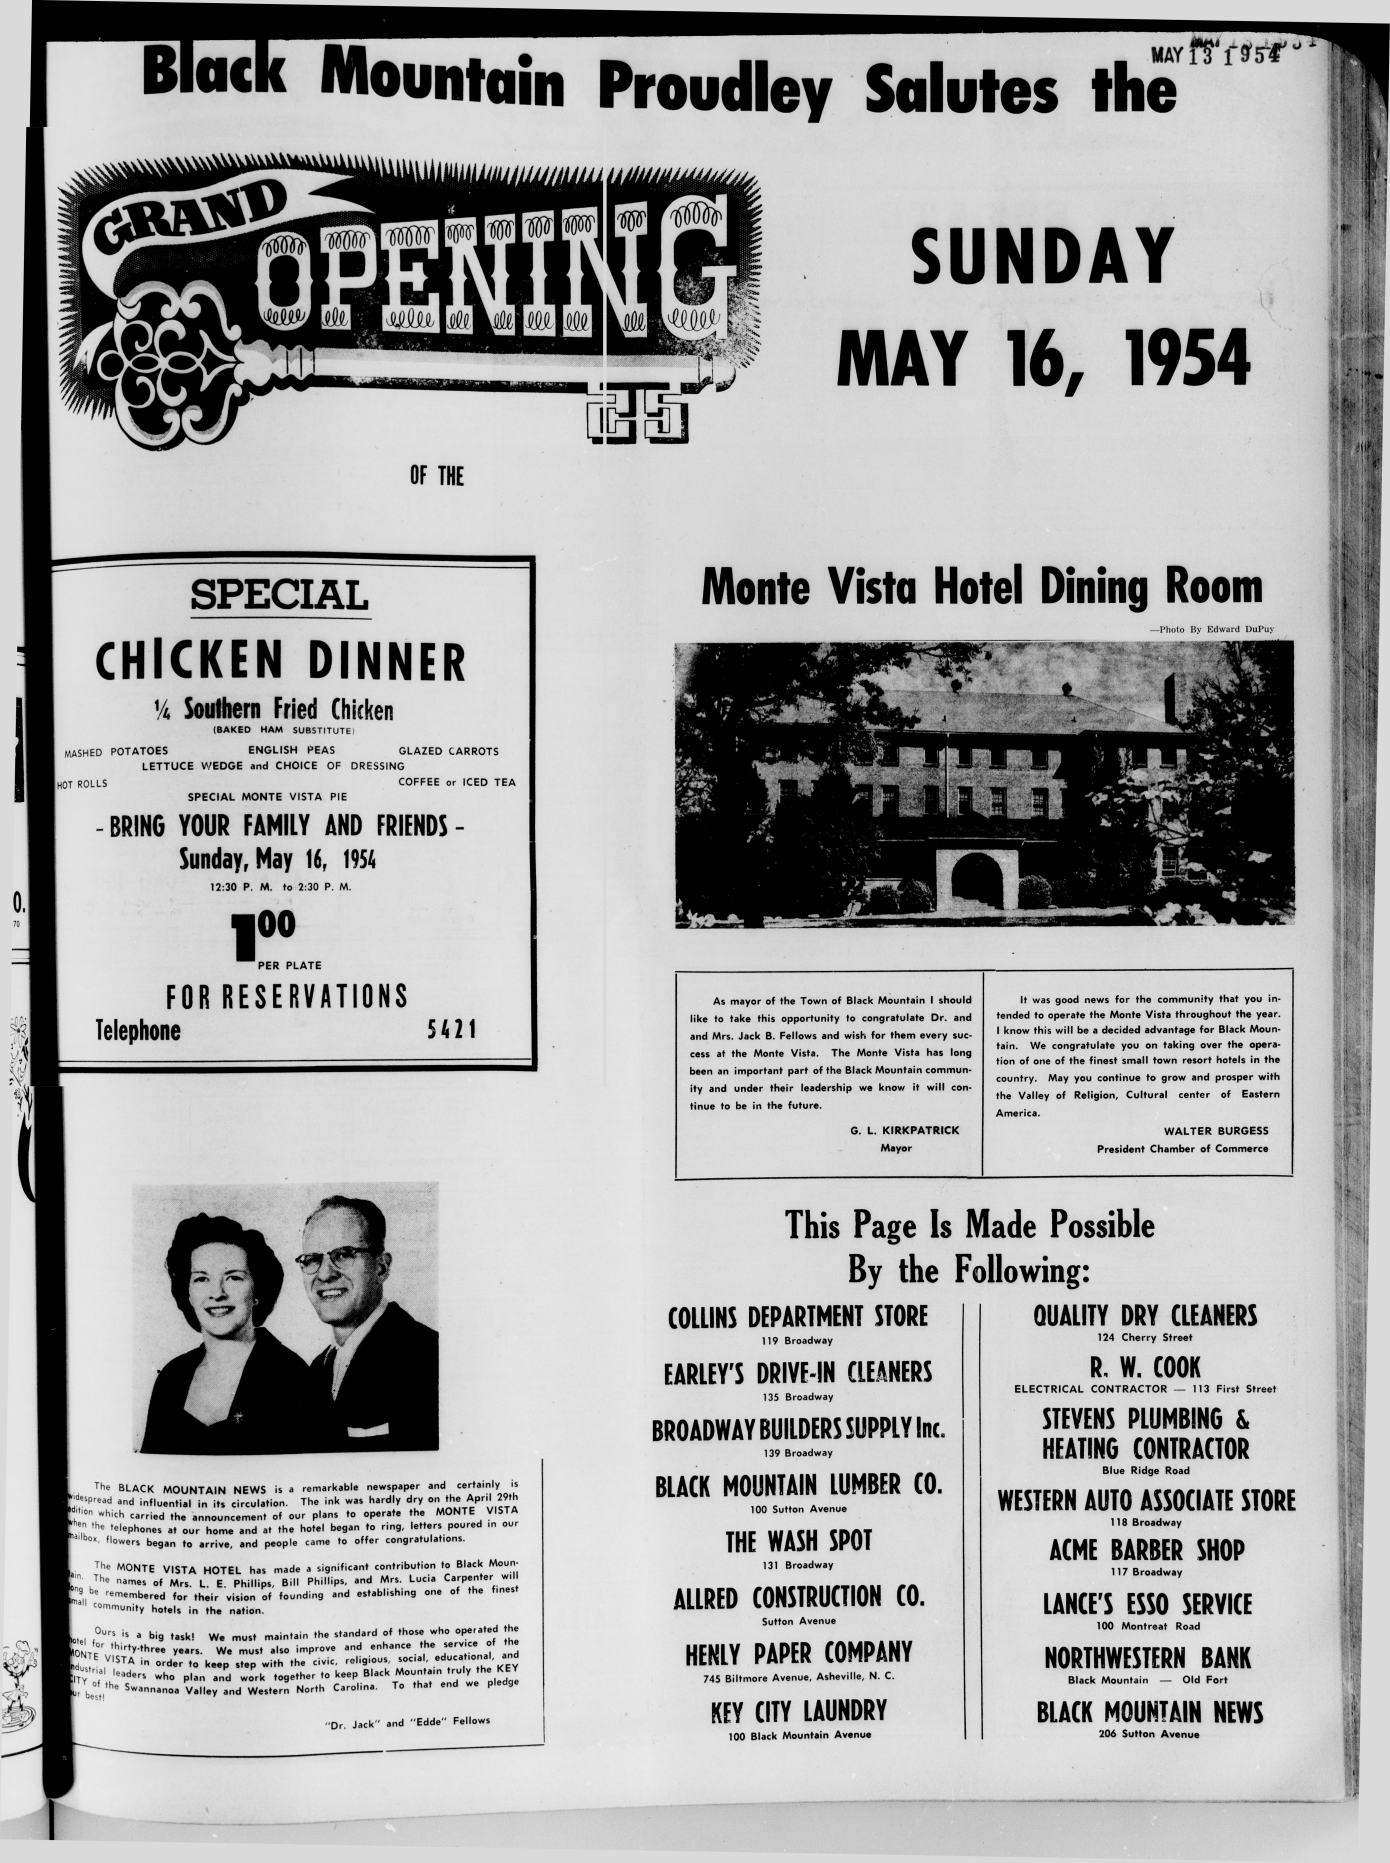 MAY 13 1954
Black Mountain Proudley Salutes the
GRAND
OPENING
SUNDAY
MAY 16, 1954
OF THE
SPECIAL
CHICKEN DINNER
¼ Southern Fried Chicken
(BAKED HAM SUBSTITUTE)
MASHED POTATOES ENGLISH PEAS GLAZED CARROTS
LETTUCE WEDGE and CHOICE OF DRESSING
HOT ROLLS COFFEE or ICED TEA
SPECIAL MONTE VISTA PIE
- BRING YOUR FAMILY AND FRIENDS -
Sunday, May 16, 1954
12:30 P. M. to 2:30 P. M.
1 00
PER PLATE
FOR RESERVATIONS
Telephone 5421
Monte Vista Hotel Dining Room
—Photo By Edward DuPuy
As mayor of the Town of Black Mountain I should
like to take this opportunity to congratulate Dr. and
and Mrs. Jack B. Fellows and wish for them every suc-
cess at the Monte Vista. The Monte Vista has long
been an important part of the Black Mountain commun-
ity and under their leadership we know it will con-
tinue to be in the future.
G. L. KIRKPATRICK
Mayor
It was good news for the community that you in-
tended to operate the Monte Vista throughout the year.
I know this will be a decided advantage for Black Moun-
tain. We congratulate you on taking over the opera-
tion of one of the finest small town resort hotels in the
country. May you continue to grow and prosper with
the Valley of Religion, Cultural center of Eastern
America.
WALTER BURGESS
President Chamber of Commerce
The BLACK MOUNTAIN NEWS is a remarkable newspaper and certainly is
widespread and influential in its circulation. The ink was hardly dry on the April 29th
edition which carried the announcement of our plans to operate the MONTE VISTA
when the telephones at our home and at the hotel began to ring, letters poured in our
mailbox, flowers began to arrive, and people came to offer congratulations.
The MONTE VISTA HOTEL has made a significant contribution to Black Moun-
tain. The names of Mrs. L. E. Phillips, Bill Phillips, and Mrs. Lucia Carpenter will
long be remembered for their vision of founding and establishing one of the finest
small community hotels in the nation.
Ours is a big task! We must maintain the standard of those who operated the
hotel for thirty-three years. We must also improve and enhance the service of the
MONTE VISTA in order to keep step with the civic, religious, social, educational, and
industrial leaders who plan and work together to keep Black Mountain truly the KEY
CITY of the Swannanoa Valley and Western North Carolina. To that end we pledge
our best!
"Dr. Jack" and "Edde" Fellows
This Page Is Made Possible
By the Following:
COLLINS DEPARTMENT STORE
119 Broadway
EARLEY'S DRIVE-IN CLEANERS
135 Broadway
BROADWAY BUILDERS SUPPLY Inc.
139 Broadway
BLACK MOUNTAIN LUMBER CO.
100 Sutton Avenue
THE WASH SPOT
131 Broadway
ALLRED CONSTRUCTION CO.
Sutton Avenue
HENLY PAPER COMPANY
745 Biltmore Avenue, Asheville, N. C.
KEY CITY LAUNDRY
100 Black Mountain Avenue
QUALITY DRY CLEANERS
124 Cherry Street
R. W. COOK
ELECTRICAL CONTRACTOR — 113 First Street
STEVENS PLUMBING &
HEATING CONTRACTOR
Blue Ridge Road
WESTERN AUTO ASSOCIATE STORE
118 Broadway
ACME BARBER SHOP
117 Broadway
LANCE'S ESSO SERVICE
100 Montreat Road
NORTHWESTERN BANK
Black Mountain — Old Fort
BLACK MOUNTAIN NEWS
206 Sutton Avenue